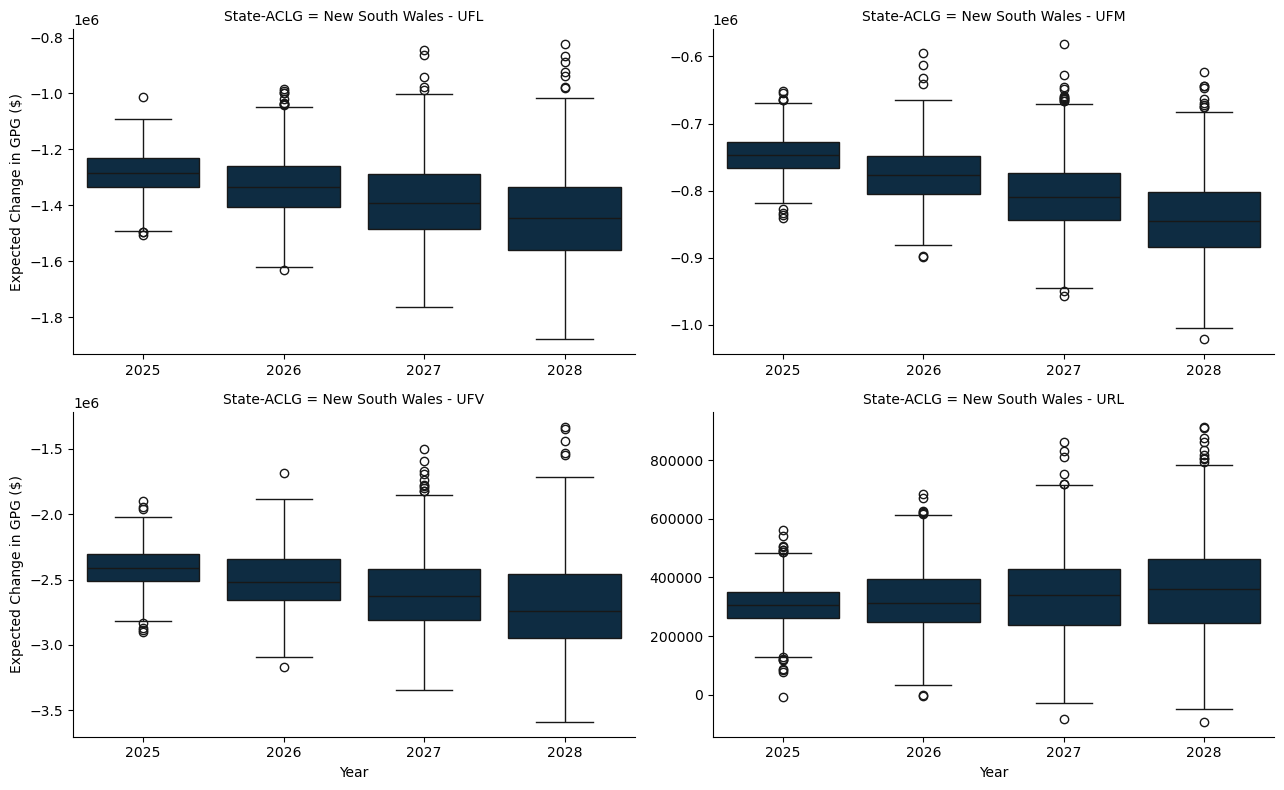 State-ACLG = New South Wales - UFL
1e6
Expected Change in GPG ($)
−0.8
−1.0
−1.2
−1.4
−1.6
−1.8
2025 2026 2027 2028
State-ACLG = New South Wales - UFM
1e6
−0.6
−0.7
−0.8
−0.9
−1.0
2025 2026 2027 2028
State-ACLG = New South Wales - UFV
1e6
Expected Change in GPG ($)
−1.5
−2.0
−2.5
−3.0
−3.5
2025 2026 2027 2028
Year
State-ACLG = New South Wales - URL
800000
600000
400000
200000
0
2025 2026 2027 2028
Year